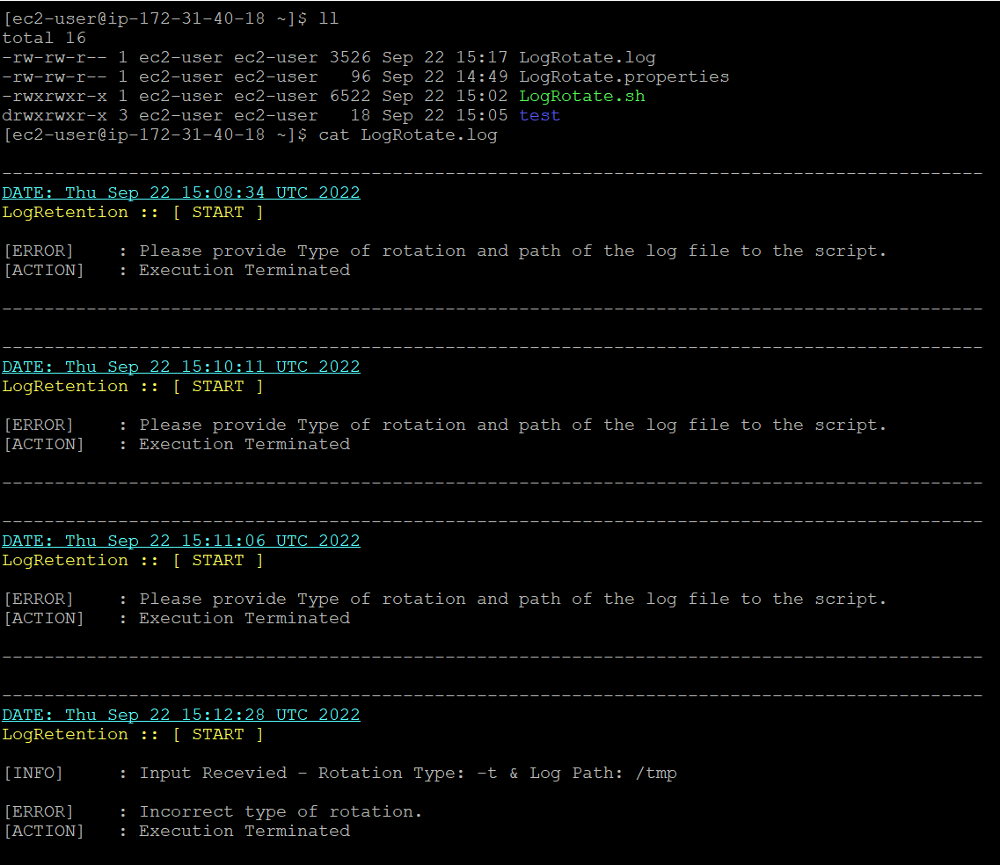 [ec2-user@ip-172-31-40-18 ~]$ ll
total 16
-rw-rw-r-- 1 ec2-user ec2-user 3526 Sep 22 15:17 LogRotate.log
-rw-rw-r-- 1 ec2-user ec2-user   96 Sep 22 14:49 LogRotate.properties
-rwxrwxr-x 1 ec2-user ec2-user 6522 Sep 22 15:02 LogRotate.sh
drwxrwxr-x 3 ec2-user ec2-user   18 Sep 22 15:05 test
[ec2-user@ip-172-31-40-18 ~]$ cat LogRotate.log

---------------------------------------------------------------------------------------------
DATE: Thu Sep 22 15:08:34 UTC 2022
LogRetention :: [ START ]

[ERROR]    : Please provide Type of rotation and path of the log file to the script.
[ACTION]   : Execution Terminated

---------------------------------------------------------------------------------------------

---------------------------------------------------------------------------------------------
DATE: Thu Sep 22 15:10:11 UTC 2022
LogRetention :: [ START ]

[ERROR]    : Please provide Type of rotation and path of the log file to the script.
[ACTION]   : Execution Terminated

---------------------------------------------------------------------------------------------

---------------------------------------------------------------------------------------------
DATE: Thu Sep 22 15:11:06 UTC 2022
LogRetention :: [ START ]

[ERROR]    : Please provide Type of rotation and path of the log file to the script.
[ACTION]   : Execution Terminated

---------------------------------------------------------------------------------------------

---------------------------------------------------------------------------------------------
DATE: Thu Sep 22 15:12:28 UTC 2022
LogRetention :: [ START ]

[INFO]     : Input Recevied - Rotation Type: -t & Log Path: /tmp

[ERROR]    : Incorrect type of rotation.
[ACTION]   : Execution Terminated